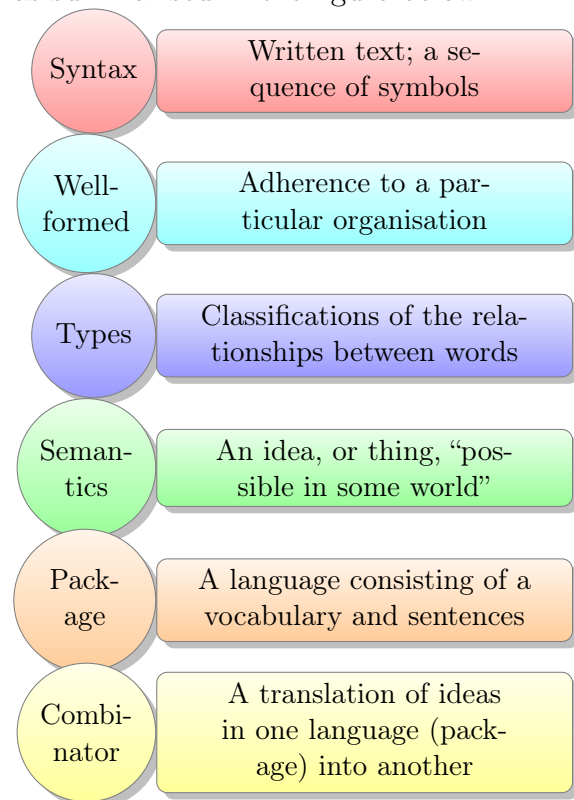 Syntax
Written text; a se-
quence of symbols
Well-
formed
Adherence to a par-
ticular organisation
Types
Classifications of the rela-
tionships between words
Seman-
tics
An idea, or thing, “pos-
sible in some world”
Pack-
age
A language consisting of a
vocabulary and sentences
Combi-
nator
A translation of ideas
in one language (pack-
age) into another